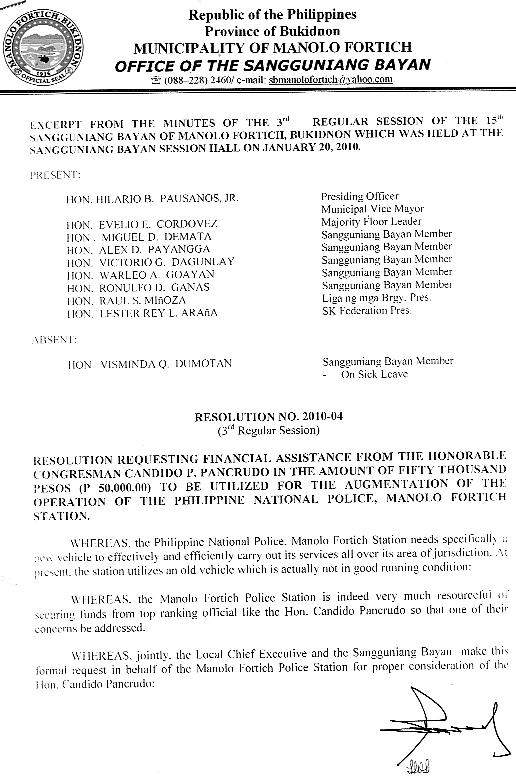 Republic of the Philippines
Province of Bukidnon
MUNICIPALITY OF MANOLO FORTICH
OFFICE OF THE SANGGUNIANG BAYAN
☏ (088-228) 2460/ e-mail: sbmanolofortich@yahoo.com
MANOLO FORTICH, BUKIDNON
OFFICIAL SEAL
EXCERPT FROM THE MINUTES OF THE 3rd REGULAR SESSION OF THE 15th
SANGGUNIANG BAYAN OF MANOLO FORTICH, BUKIDNON WHICH WAS HELD AT THE
SANGGUNIANG BAYAN SESSION HALL ON JANUARY 20, 2010.
PRESENT:
HON. HILARIO B. PAUSANOS, JR. Presiding Officer
Municipal Vice Mayor
HON. EVELIO E. CORDOVEZ Majority Floor Leader
HON. MIGUEL D. DEMATA Sangguniang Bayan Member
HON. ALEX D. PAYANGGA Sangguniang Bayan Member
HON. VICTORIO G. DAGUNLAY Sangguniang Bayan Member
HON. WARLEO A. GOAYAN Sangguniang Bayan Member
HON. RONULFO D. GANAS Sangguniang Bayan Member
HON. RAUL S. MIñOZA Liga ng mga Brgy. Pres.
HON. LESTER REY L. ARAñA SK Federation Pres.
ABSENT:
HON. VISMINDA Q. DUMOTAN Sangguniang Bayan Member
- On Sick Leave
RESOLUTION NO. 2010-04
(3rd Regular Session)
RESOLUTION REQUESTING FINANCIAL ASSISTANCE FROM THE HONORABLE
CONGRESMAN CANDIDO P. PANCRUDO IN THE AMOUNT OF FIFTY THOUSAND
PESOS (P 50.000.00) TO BE UTILIZED FOR THE AUGMENTATION OF THE
OPERATION OF THE PHILIPPINE NATIONAL POLICE, MANOLO FORTICH
STATION.
WHEREAS, the Philippine National Police, Manolo Fortich Station needs specifically a
new vehicle to effectively and efficiently carry out its services all over its area of jurisdiction. At
present, the station utilizes an old vehicle which is actually not in good running condition;
WHEREAS, the Manolo Fortich Police Station is indeed very much resourceful of
securing funds from top ranking official like the Hon. Candido Pancrudo so that one of their
concerns be addressed.
WHEREAS, jointly, the Local Chief Executive and the Sangguniang Bayan make this
formal request in behalf of the Manolo Fortich Police Station for proper consideration of the
Hon. Candido Pancrudo;